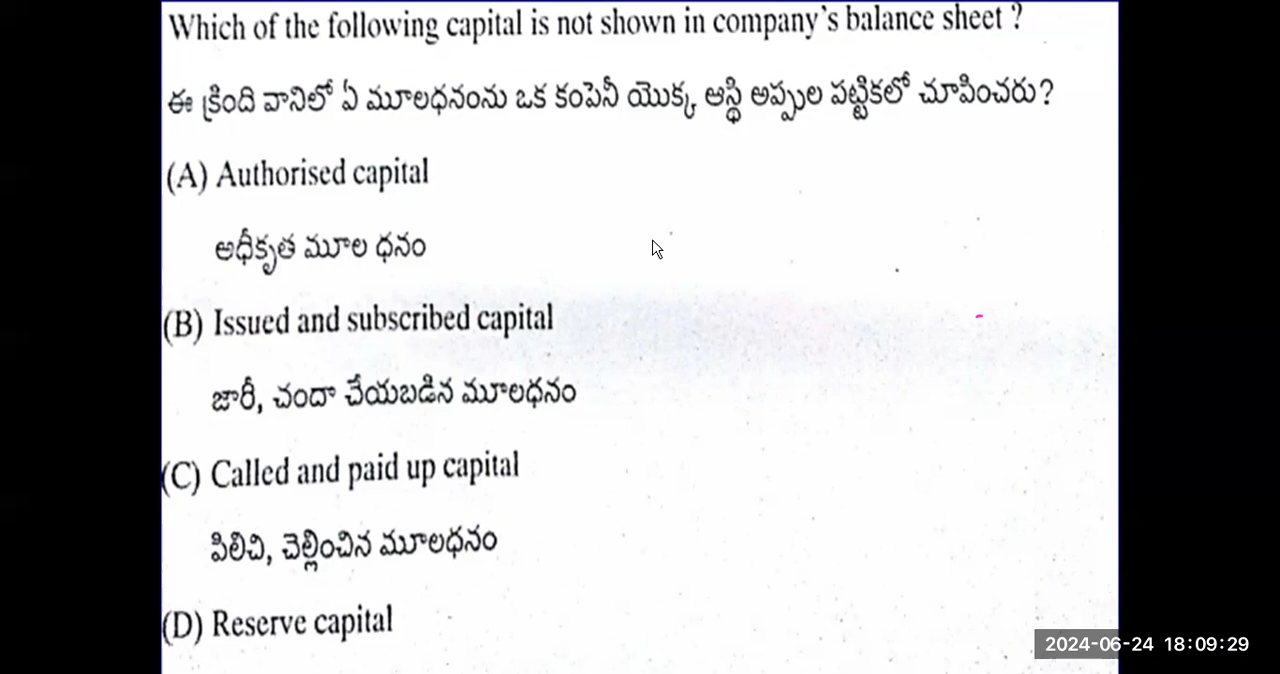 Which of the following capital is not shown in company's balance sheet ?
ఈ క్రింది వానిలో ఏ మూలధనంను ఒక కంపెనీ యొక్క ఆస్థి అప్పుల పట్టికలో చూపించరు?
(A) Authorised capital
అధీకృత మూల ధనం
(B) Issued and subscribed capital
జారీ, చందా చేయబడిన మూలధనం
(C) Called and paid up capital
పిలిచి, చెల్లించిన మూలధనం
(D) Reserve capital
2024-06-24 18:09:29